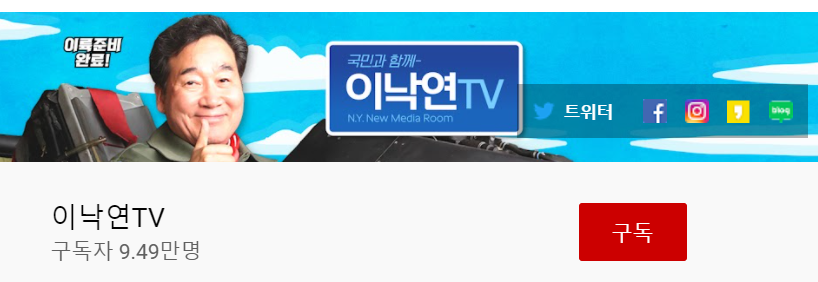 이륙준비
완료!
국민과 함께~
이낙연TV
N.Y. New Media Room
트위터
blog
이낙연TV
구독자 9.49만명
구독